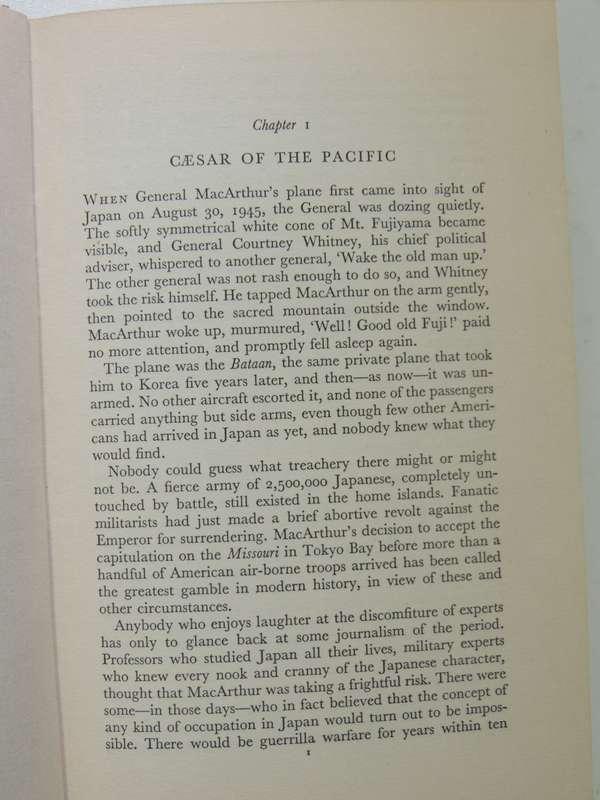 Chapter 1
CÆSAR OF THE PACIFIC
WHEN General MacArthur's plane first came into sight of
Japan on August 30, 1945, the General was dozing quietly.
The softly symmetrical white cone of Mt. Fujiyama became
visible, and General Courtney Whitney, his chief political
adviser, whispered to another general, 'Wake the old man up.'
The other general was not rash enough to do so, and Whitney
took the risk himself. He tapped MacArthur on the arm gently,
then pointed to the sacred mountain outside the window.
MacArthur woke up, murmured, 'Well! Good old Fuji!' paid
no more attention, and promptly fell asleep again.
The plane was the Bataan, the same private plane that took
him to Korea five years later, and then—as now—it was un-
armed. No other aircraft escorted it, and none of the passengers
carried anything but side arms, even though few other Ameri-
cans had arrived in Japan as yet, and nobody knew what they
would find.
Nobody could guess what treachery there might or might
not be. A fierce army of 2,500,000 Japanese, completely un-
touched by battle, still existed in the home islands. Fanatic
militarists had just made a brief abortive revolt against the
Emperor for surrendering. MacArthur's decision to accept the
capitulation on the Missouri in Tokyo Bay before more than a
handful of American air-borne troops arrived has been called
the greatest gamble in modern history, in view of these and
other circumstances.
Anybody who enjoys laughter at the discomfiture of experts
has only to glance back at some journalism of the period.
Professors who studied Japan all their lives, military experts
who knew every nook and cranny of the Japanese character,
thought that MacArthur was taking a frightful risk. There were
some—in those days—who in fact believed that the concept of
any kind of occupation in Japan would turn out to be impos-
sible. There would be guerrilla warfare for years within ten
1